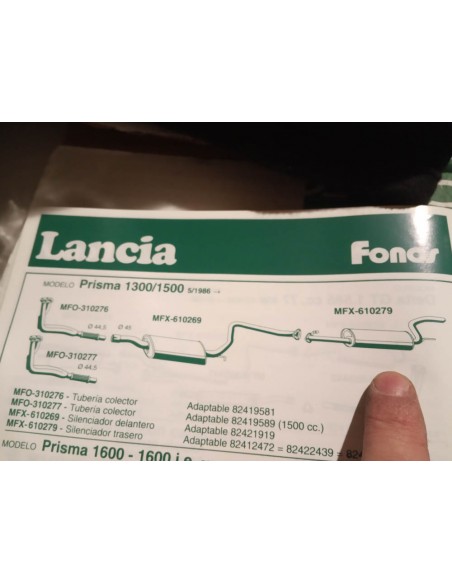 Lancia Fonos
MODELO Prisma 1300/1500 5/1986 →
MFO-310276
MFX-610269
MFX-610279
Ø 44,5
Ø 45
MFO-310277
Ø 44,5
MFO-310276 - Tubería colector Adaptable 82419581
MFO-310277 - Tubería colector Adaptable 82419589 (1500 cc.)
MFX-610269 - Silenciador delantero Adaptable 82421919
MFX-610279 - Silenciador trasero Adaptable 82412472 = 82422439 =
MODELO Prisma 1600 - 1600 i.e.